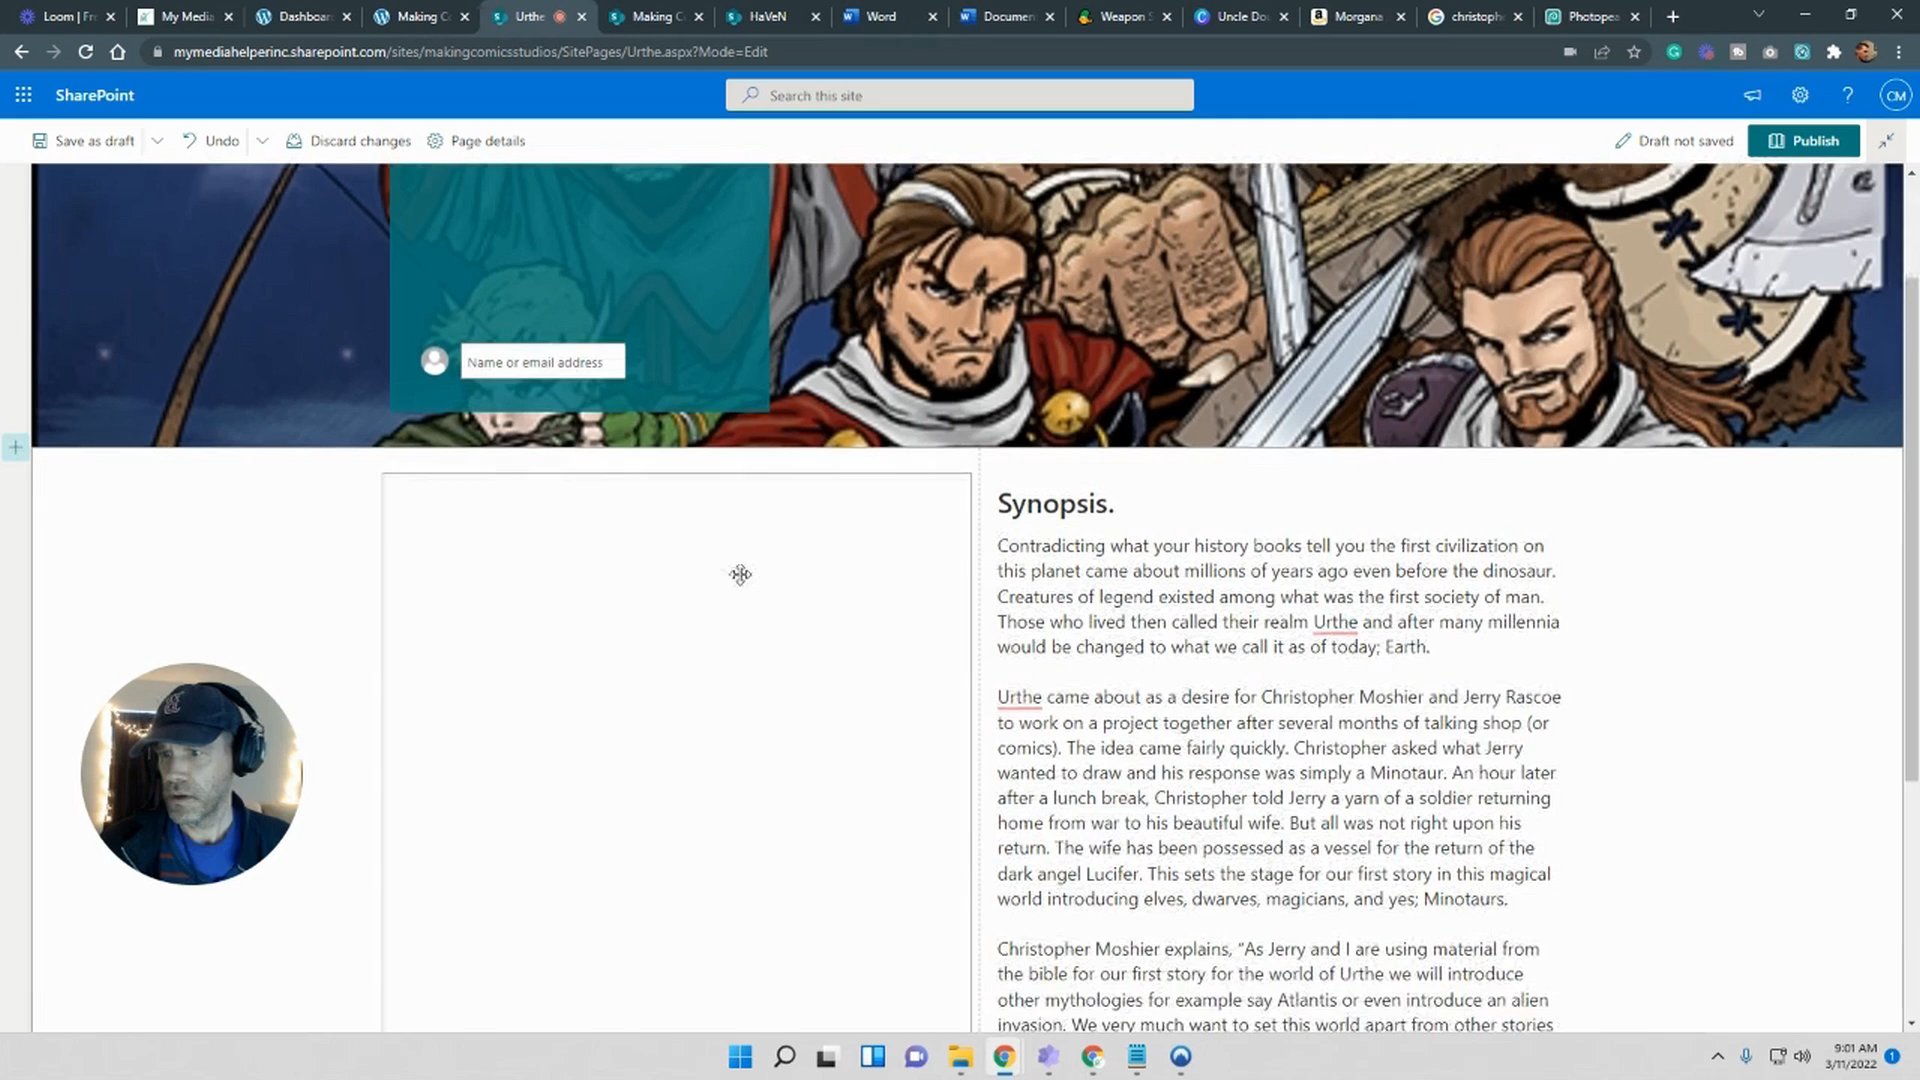 Loom | Fr
My Media
Dashboar
Making C
Urthe
Making C
HaVeN
Word
Documen
Weapon S
Uncle Do
Morgana
christoph
Photopea
mymediahelperinc.sharepoint.com/sites/makingcomicsstudios/SitePages/Urthe.aspx?Mode=Edit
SharePoint
Search this site
CM
Save as draft
Undo
Discard changes
Page details
Draft not saved
Publish
Name or email address
Synopsis.
Contradicting what your history books tell you the first civilization on
this planet came about millions of years ago even before the dinosaur.
Creatures of legend existed among what was the first society of man.
Those who lived then called their realm Urthe and after many millennia
would be changed to what we call it as of today; Earth.
Urthe came about as a desire for Christopher Moshier and Jerry Rascoe
to work on a project together after several months of talking shop (or
comics). The idea came fairly quickly. Christopher asked what Jerry
wanted to draw and his response was simply a Minotaur. An hour later
after a lunch break, Christopher told Jerry a yarn of a soldier returning
home from war to his beautiful wife. But all was not right upon his
return. The wife has been possessed as a vessel for the return of the
dark angel Lucifer. This sets the stage for our first story in this magical
world introducing elves, dwarves, magicians, and yes; Minotaurs.
Christopher Moshier explains, “As Jerry and I are using material from
the bible for our first story for the world of Urthe we will introduce
other mythologies for example say Atlantis or even introduce an alien
invasion. We very much want to set this world apart from other stories
9:01 AM
3/11/2022
1